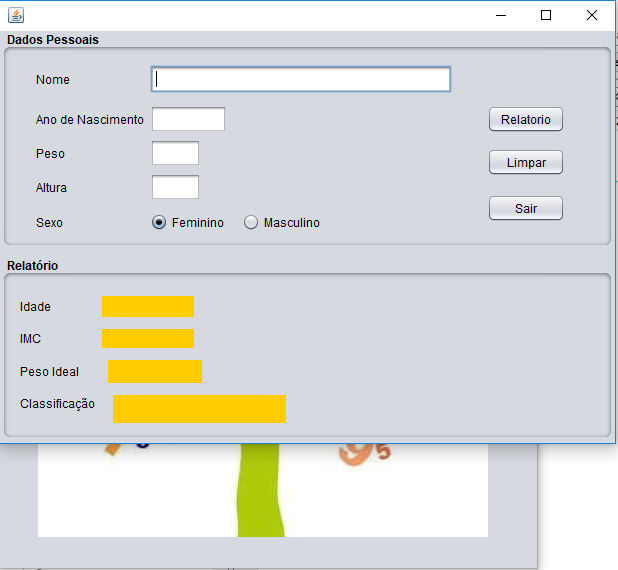 Dados Pessoais
Nome
Ano de Nascimento
Relatorio
Peso
Limpar
Altura
Sair
Sexo
Feminino
Masculino
Relatório
Idade
IMC
Peso Ideal
Classificação
5